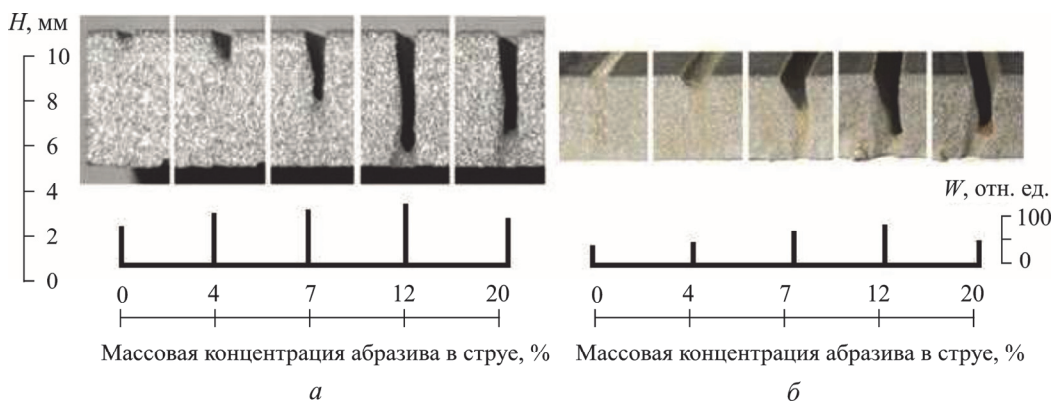 H, мм
10
8
6
4
2
0
W, отн. ед.
100
0
0 4 7 12 20
Массовая концентрация абразива в струе, %
а
0 4 7 12 20
Массовая концентрация абразива в струе, %
б